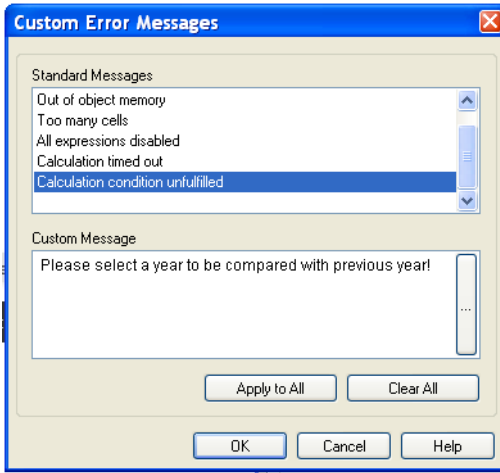 Custom Error Messages
Standard Messages
Out of object memory
Too many cells
All expressions disabled
Calculation timed out
Calculation condition unfulfilled
Custom Message
Please select a year to be compared with previous year!
...
Apply to All
Clear All
OK
Cancel
Help